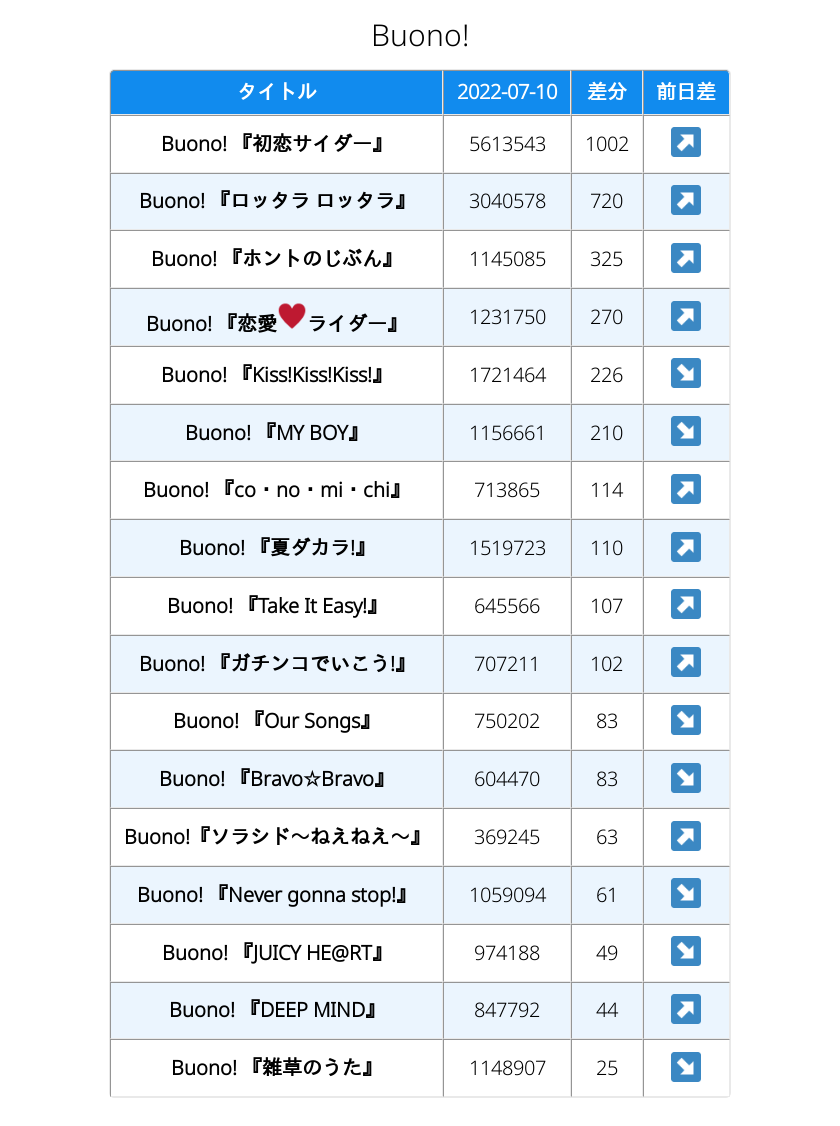 Buono!
タイトル 2022-07-10 差分 前日差
Buono! 『初恋サイダー』 5613543 1002 ↗
Buono! 『ロッタラ ロッタラ』 3040578 720 ↗
Buono! 『ホントのじぶん』 1145085 325 ↗
Buono! 『恋愛♥ライダー』 1231750 270 ↗
Buono! 『Kiss!Kiss!Kiss!』 1721464 226 ↘
Buono! 『MY BOY』 1156661 210 ↘
Buono! 『co・no・mi・chi』 713865 114 ↗
Buono! 『夏ダカラ!』 1519723 110 ↗
Buono! 『Take It Easy!』 645566 107 ↗
Buono! 『ガチンコでいこう!』 707211 102 ↗
Buono! 『Our Songs』 750202 83 ↘
Buono! 『Bravo☆Bravo』 604470 83 ↘
Buono!『ソラシド〜ねえねえ〜』 369245 63 ↗
Buono! 『Never gonna stop!』 1059094 61 ↘
Buono! 『JUICY HE@RT』 974188 49 ↘
Buono! 『DEEP MIND』 847792 44 ↗
Buono! 『雑草のうた』 1148907 25 ↘